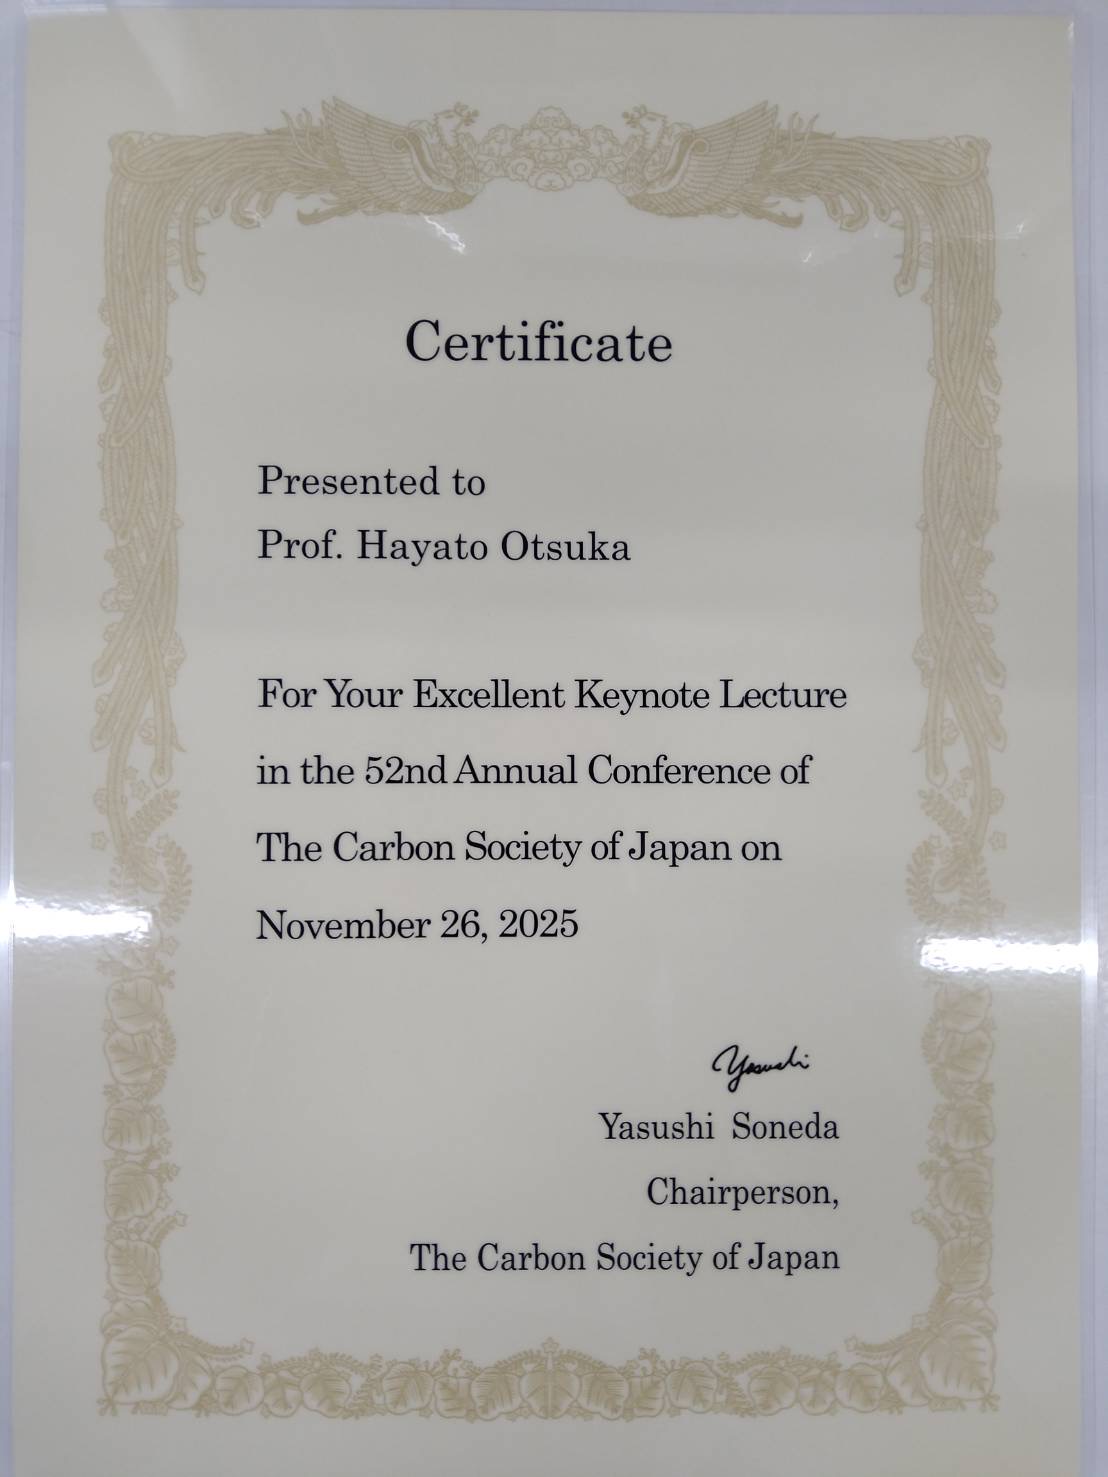 Certificate
Presented to
Prof. Hayato Otsuka
For Your Excellent Keynote Lecture
in the 52nd Annual Conference of
The Carbon Society of Japan on
November 26, 2025
Yasushi
Yasushi Soneda
Chairperson,
The Carbon Society of Japan